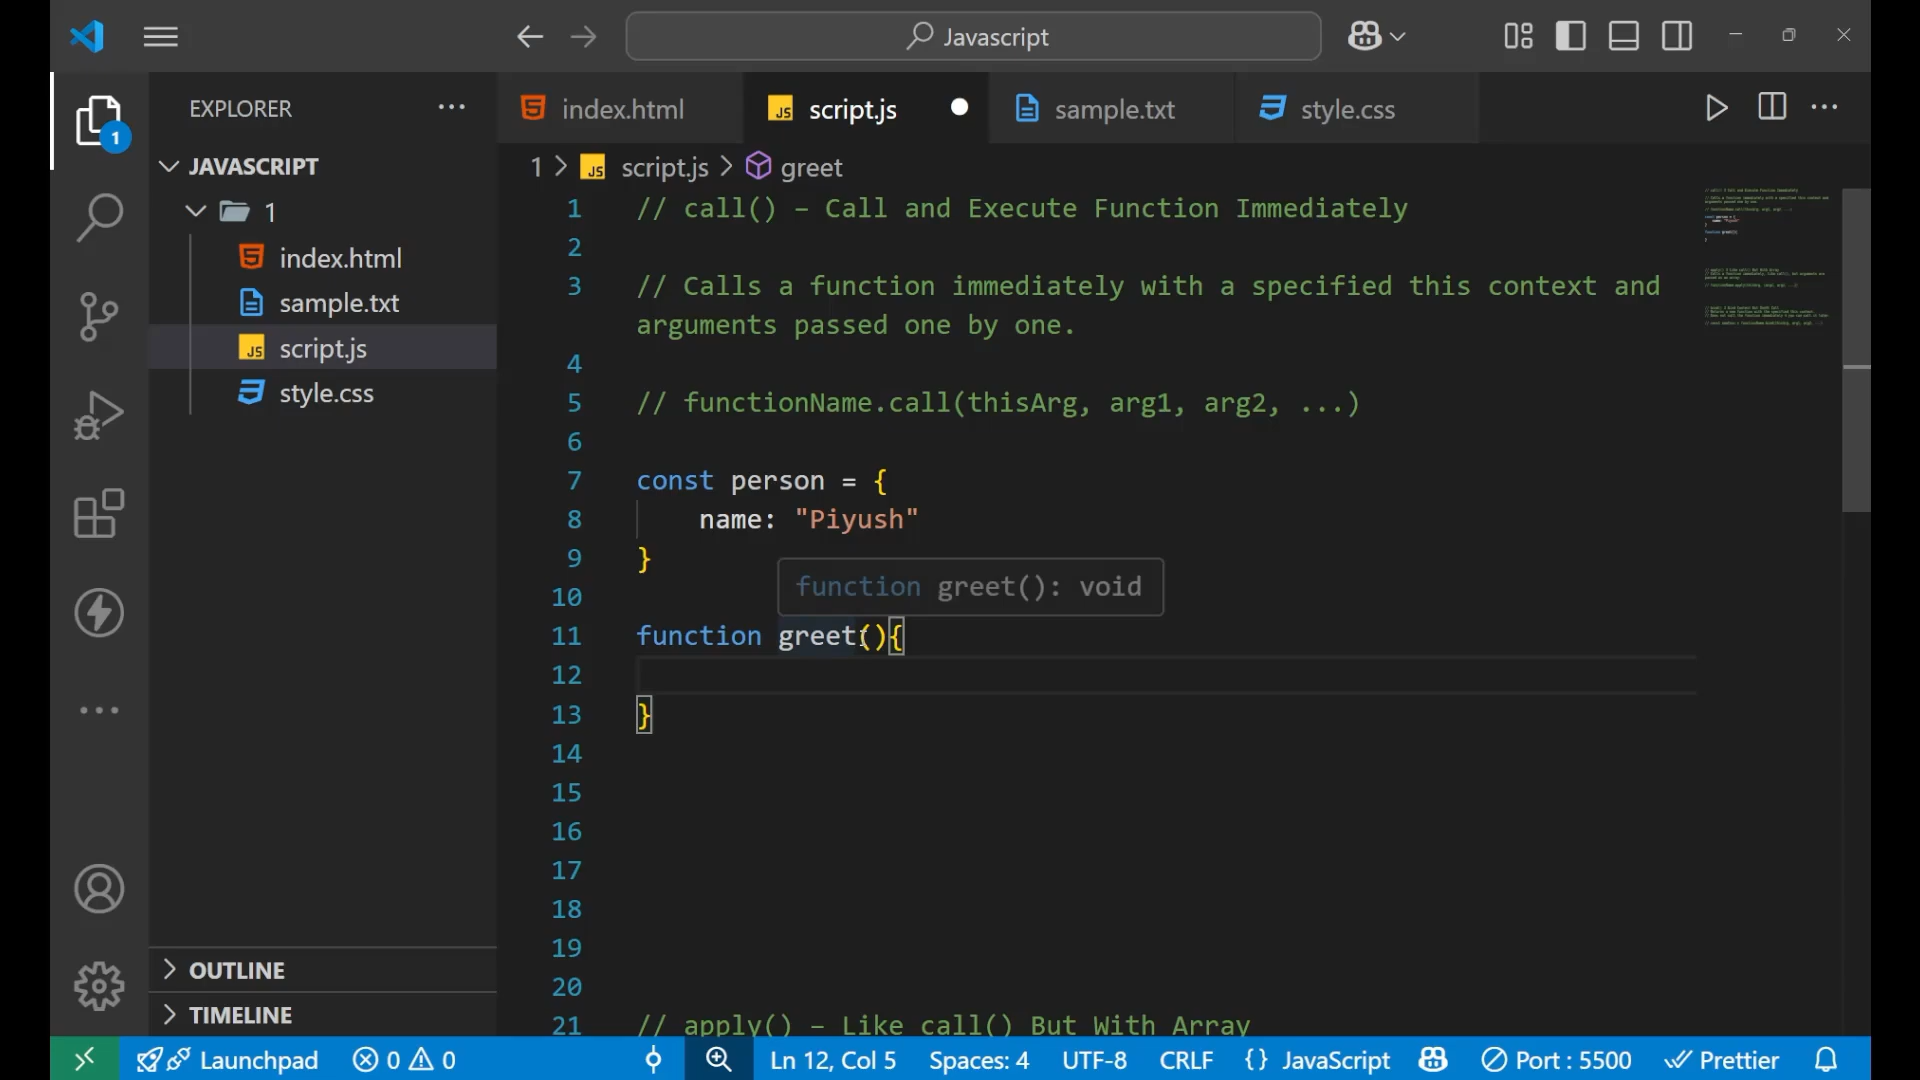 Javascript
EXPLORER
index.html
script.js
sample.txt
style.css
1
JAVASCRIPT
1
index.html
sample.txt
script.js
style.css
OUTLINE
TIMELINE
1 > script.js > greet
1 // call() – Call and Execute Function Immediately
2
3 // Calls a function immediately with a specified this context and
arguments passed one by one.
4
5 // functionName.call(thisArg, arg1, arg2, ...)
6
7 const person = {
8 name: "Piyush"
9 }
function greet(): void
10
11 function greet(){
12
13 }
14
15
16
17
18
19
20
21 // apply() – Like call() But With Array
Launchpad
0
0
Ln 12, Col 5
Spaces: 4
UTF-8
CRLF
{} JavaScript
Port : 5500
Prettier